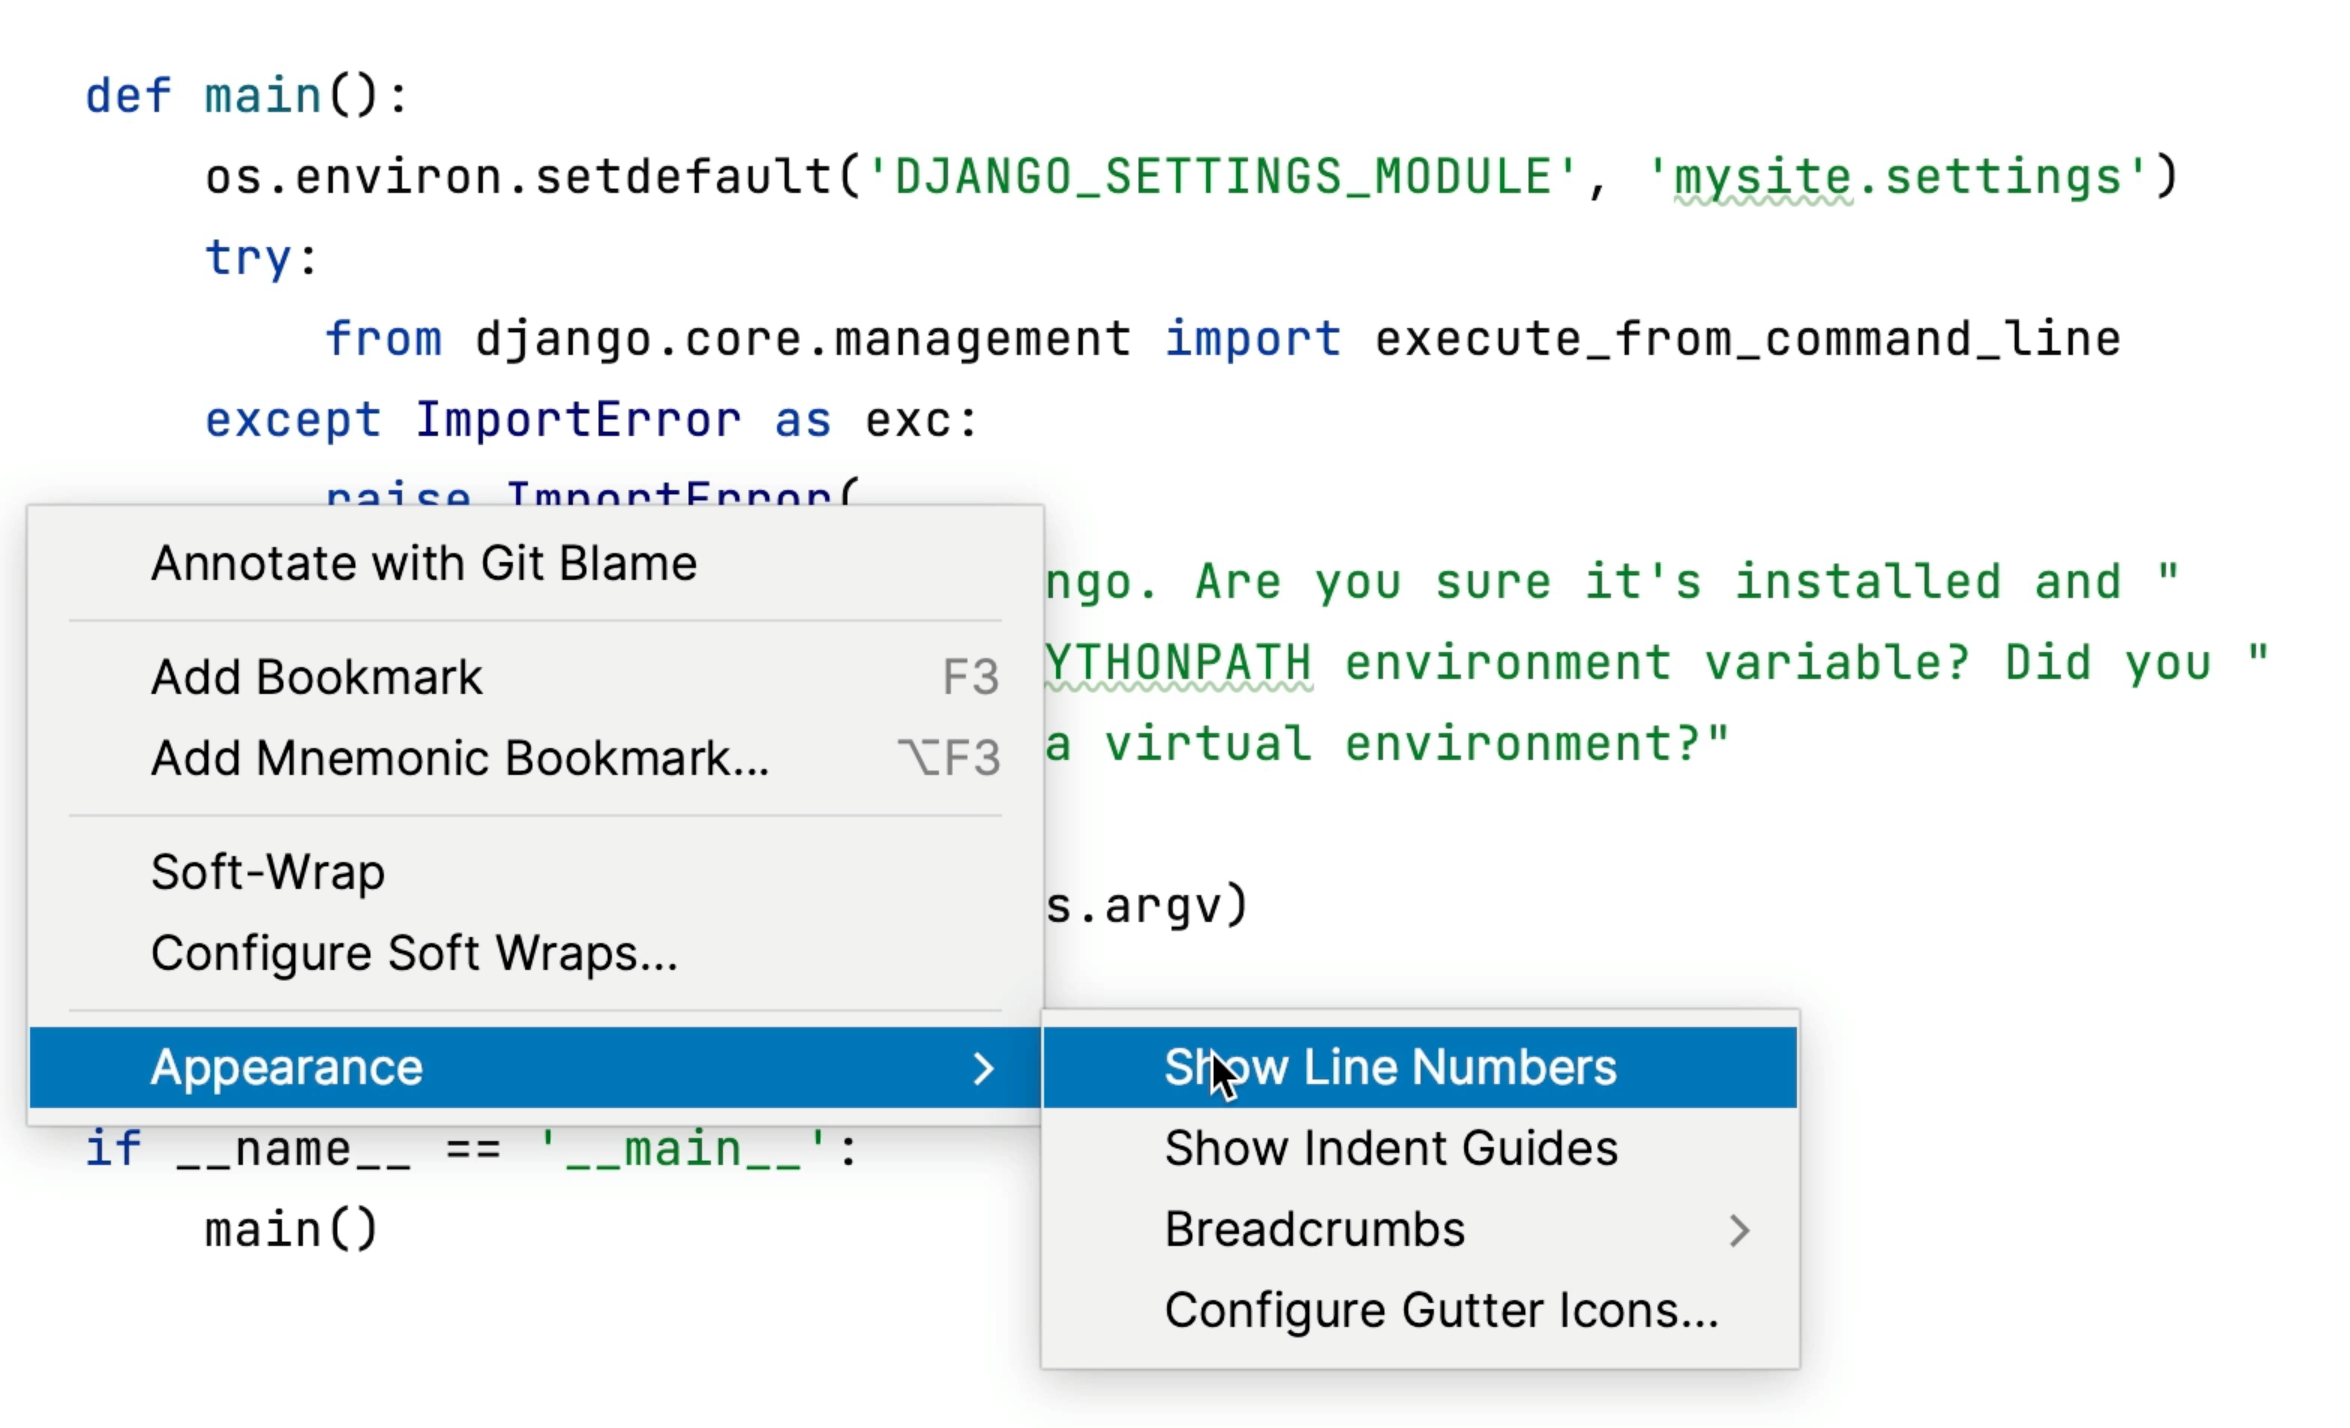 def main():
    os.environ.setdefault('DJANGO_SETTINGS_MODULE', 'mysite.settings')
    try:
        from django.core.management import execute_from_command_line
    except ImportError as exc:
        raise ImportError(
ngo. Are you sure it's installed and "
YTHONPATH environment variable? Did you "
a virtual environment?"
s.argv)
if __name__ == '__main__':
    main()
Annotate with Git Blame
Add Bookmark F3
Add Mnemonic Bookmark... ⌥F3
Soft-Wrap
Configure Soft Wraps...
Appearance
Show Line Numbers
Show Indent Guides
Breadcrumbs
Configure Gutter Icons...